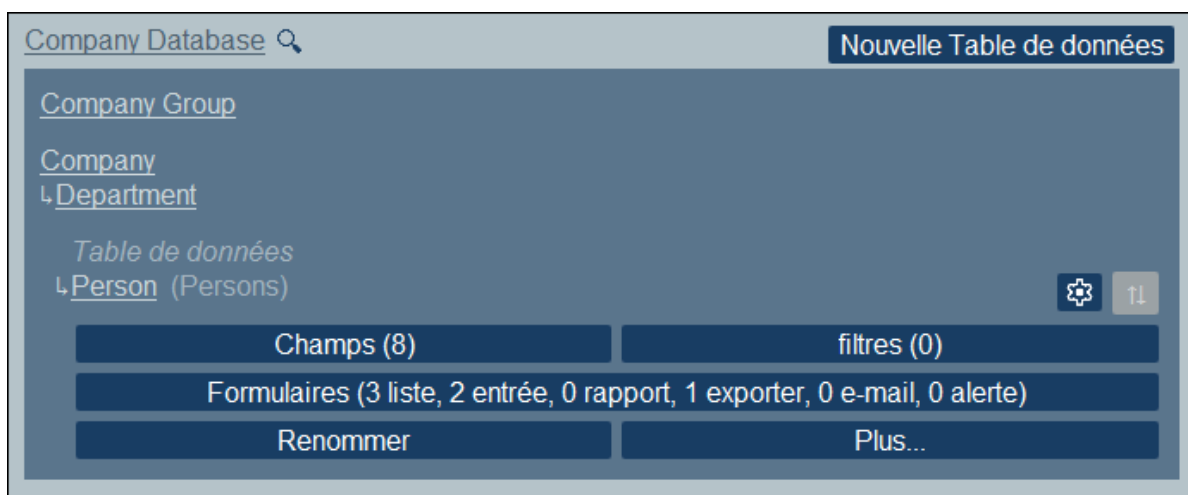 Company Database
Nouvelle Table de données
Company Group
Company
↳Department
Table de données
↳Person (Persons)
Champs (8)
filtres (0)
Formulaires (3 liste, 2 entrée, 0 rapport, 1 exporter, 0 e-mail, 0 alerte)
Renommer
Plus...